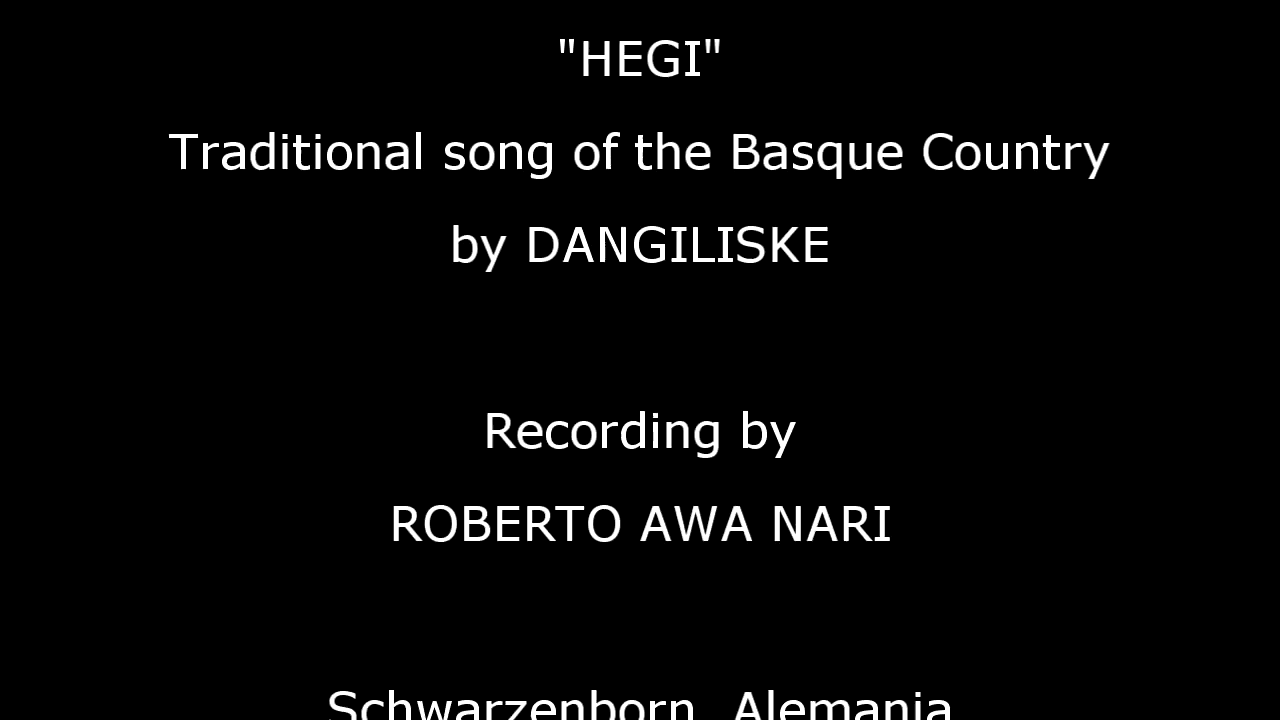 "HEGI"
Traditional song of the Basque Country
by DANGILISKE
Recording by
ROBERTO AWA NARI
Schwarzenborn, Alemania